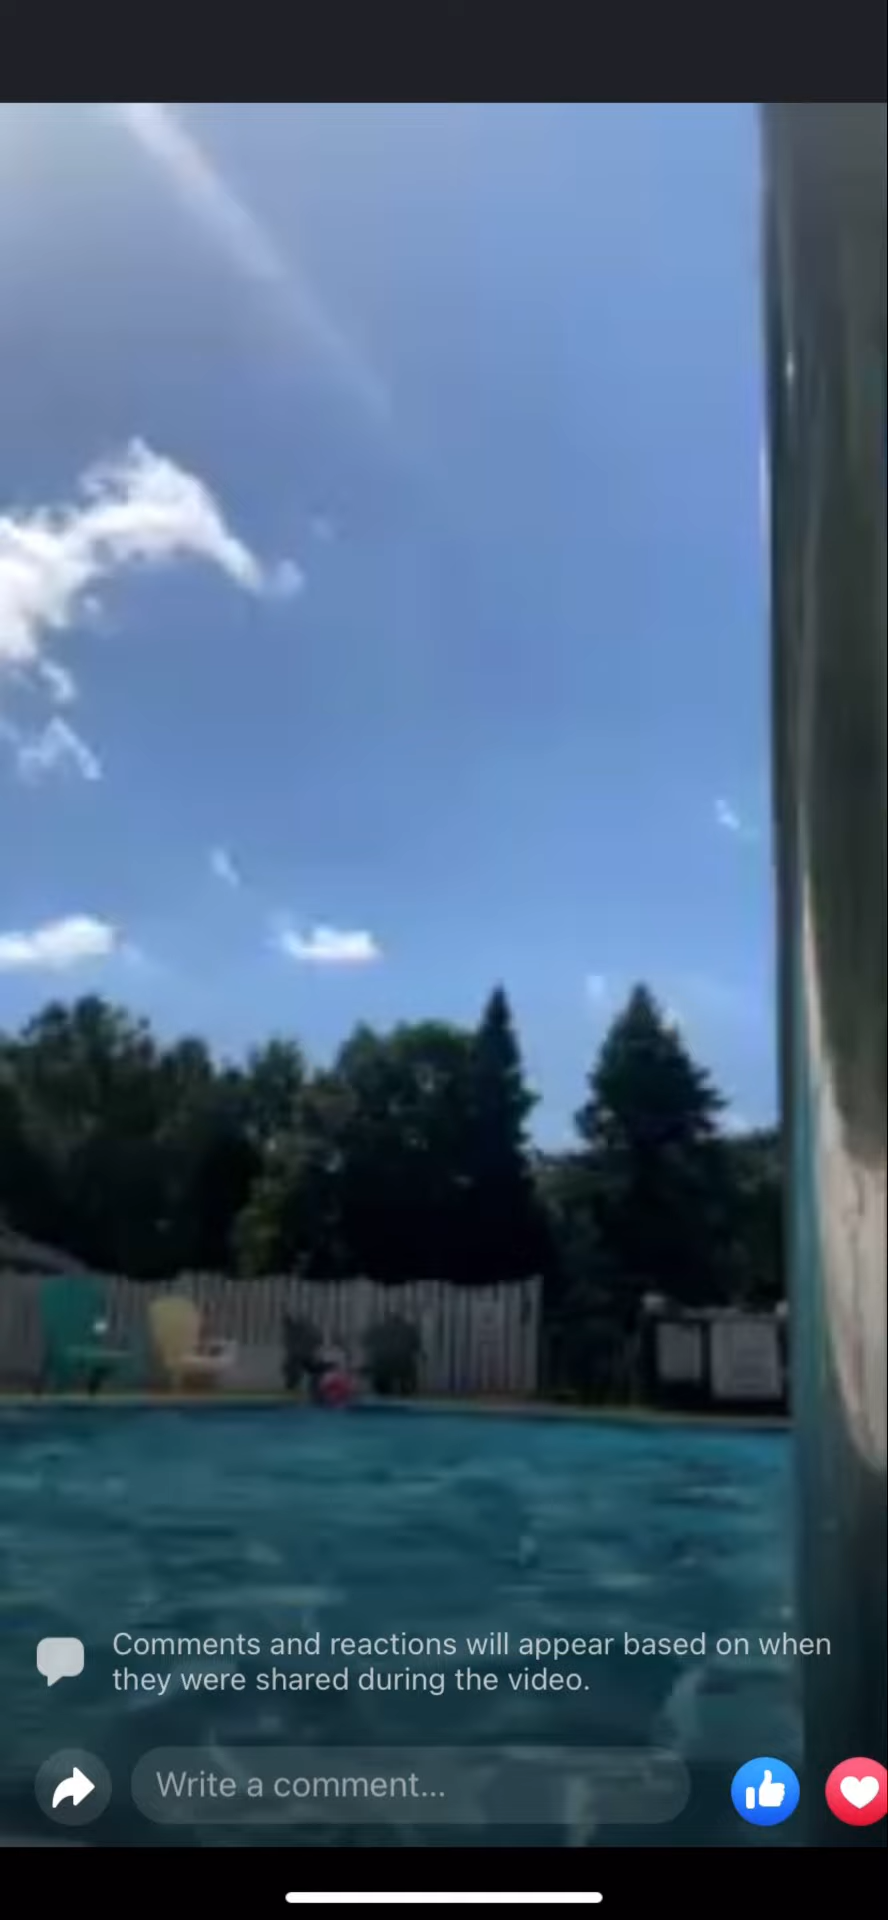 Comments and reactions will appear based on when
they were shared during the video.
Write a comment...